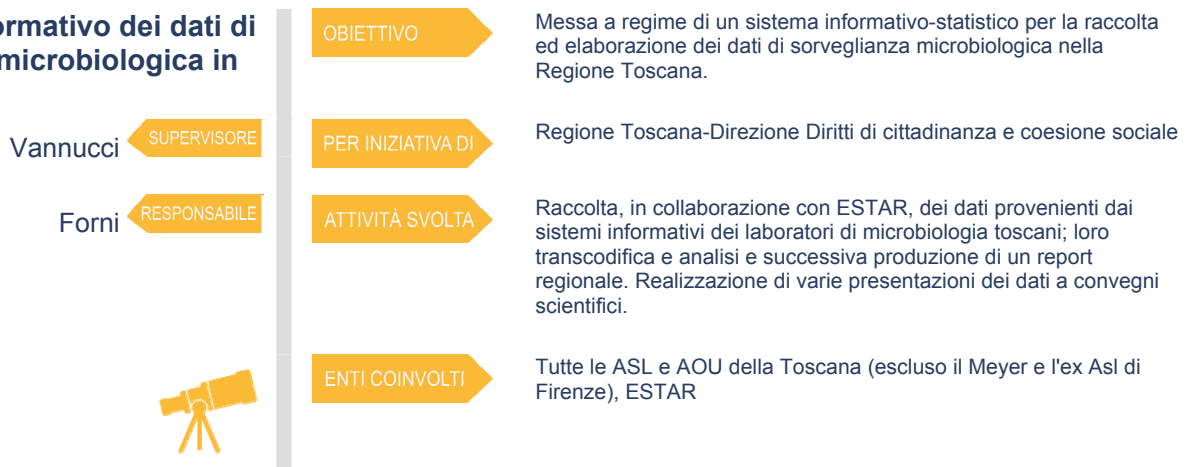 ormativo dei dati di
microbiologica in
Vannucci
SUPERVISORE
Forni
RESPONSABILE
OBIETTIVO
Messa a regime di un sistema informativo-statistico per la raccolta
ed elaborazione dei dati di sorveglianza microbiologica nella
Regione Toscana.
PER INIZIATIVA DI
Regione Toscana-Direzione Diritti di cittadinanza e coesione sociale
ATTIVITÀ SVOLTA
Raccolta, in collaborazione con ESTAR, dei dati provenienti dai
sistemi informativi dei laboratori di microbiologia toscani; loro
transcodifica e analisi e successiva produzione di un report
regionale. Realizzazione di varie presentazioni dei dati a convegni
scientifici.
ENTI COINVOLTI
Tutte le ASL e AOU della Toscana (escluso il Meyer e l'ex Asl di
Firenze), ESTAR